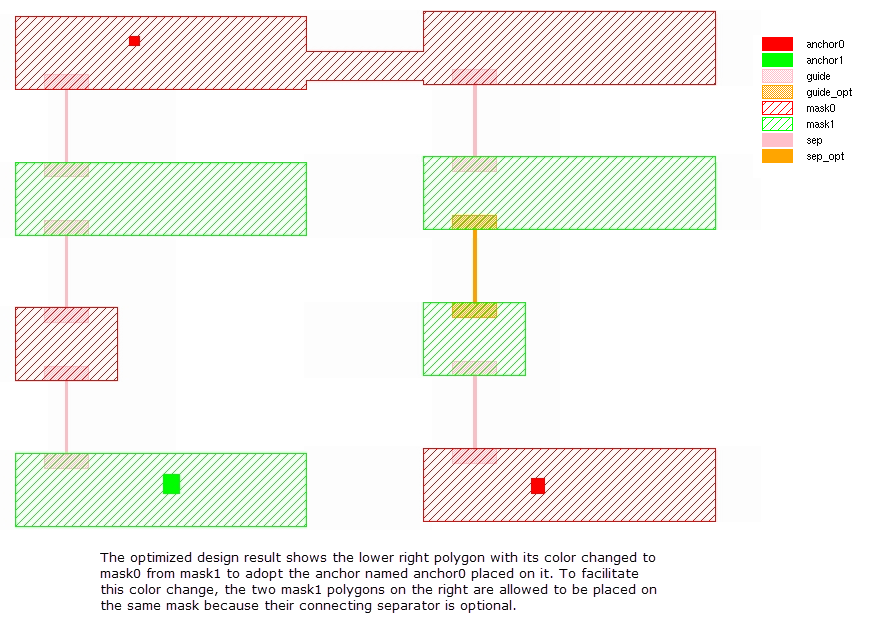 anchor0
anchor1
guide
guide_opt
mask0
mask1
sep
sep_opt
The optimized design result shows the lower right polygon with its color changed to
mask0 from mask1 to adopt the anchor named anchor0 placed on it. To facilitate
this color change, the two mask1 polygons on the right are allowed to be placed on
the same mask because their connecting separator is optional.